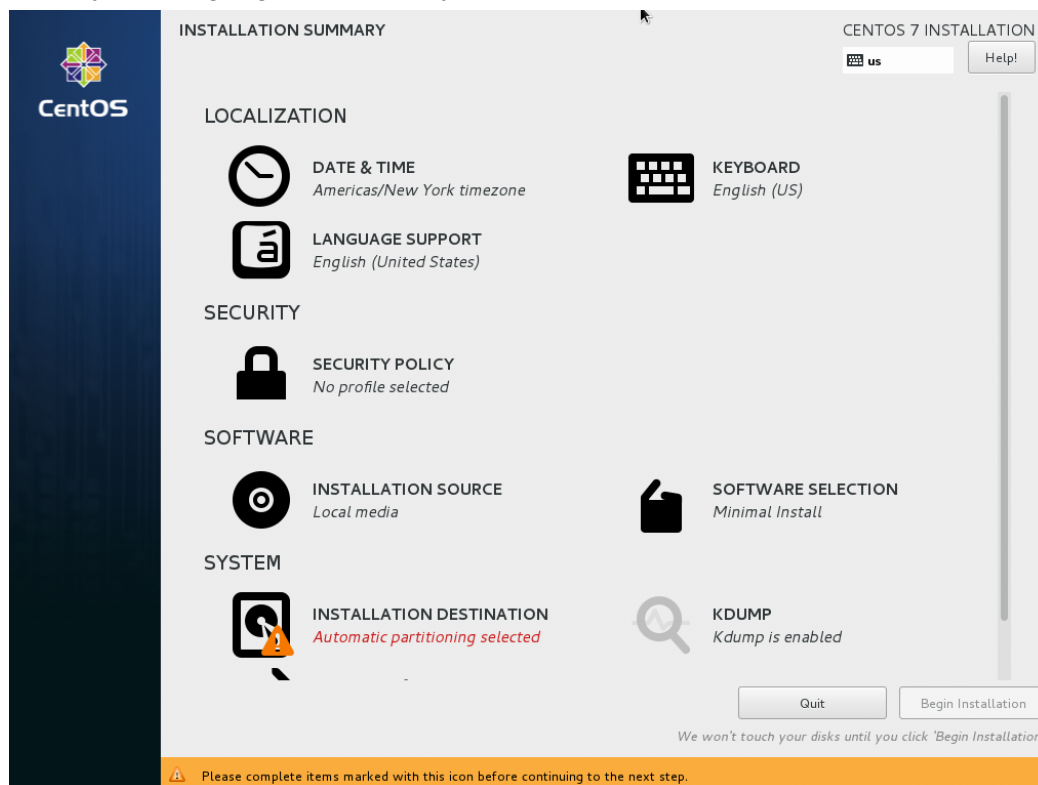 INSTALLATION SUMMARY
CENTOS 7 INSTALLATION
us
Help!
CentOS
LOCALIZATION
DATE & TIME
Americas/New York timezone
KEYBOARD
English (US)
á
LANGUAGE SUPPORT
English (United States)
SECURITY
SECURITY POLICY
No profile selected
SOFTWARE
INSTALLATION SOURCE
Local media
SOFTWARE SELECTION
Minimal Install
SYSTEM
INSTALLATION DESTINATION
Automatic partitioning selected
KDUMP
Kdump is enabled
Quit
Begin Installation
We won't touch your disks until you click 'Begin Installation
Please complete items marked with this icon before continuing to the next step.